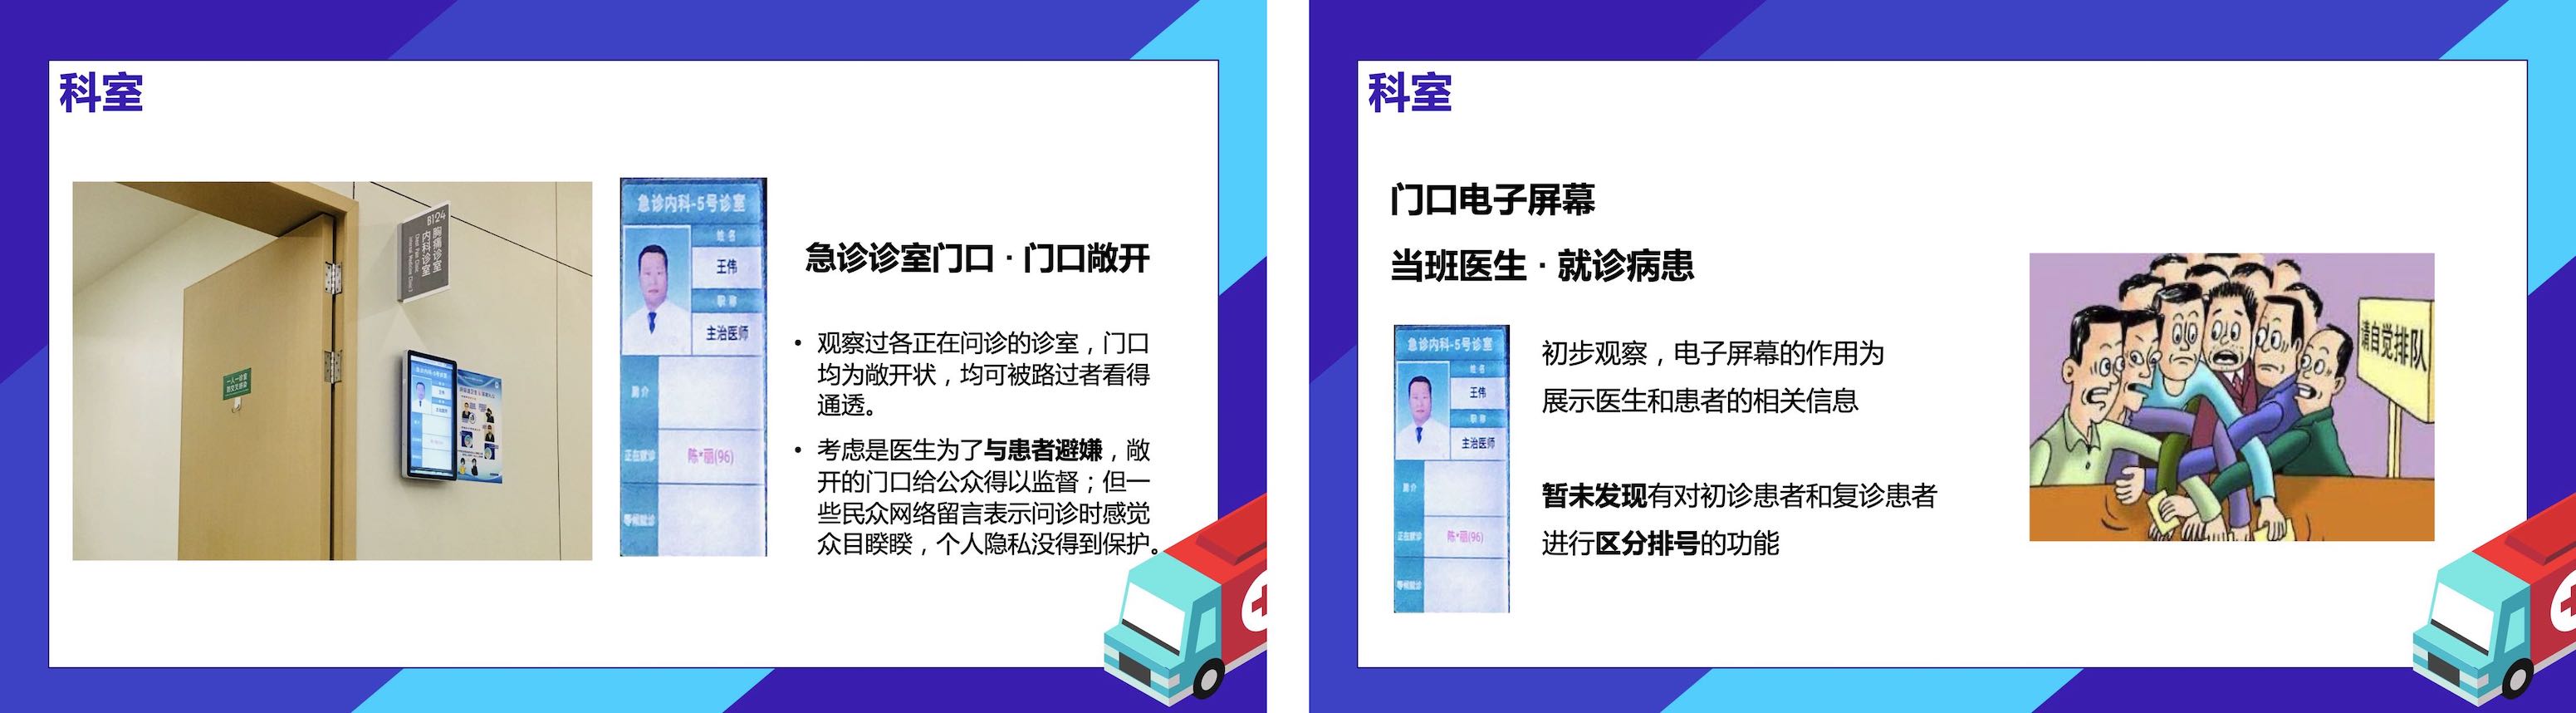 科室
B124
胸痛诊室
内科诊室
一人一诊室
急诊内科-5号诊室
姓名
王伟
职称
主治医师
简介
正在就诊
陈*丽(96)
等候就诊
急诊诊室门口 · 门口敞开
• 观察过各正在问诊的诊室，门口
均为敞开状，均可被路过者看得
通透。
• 考虑是医生为了与患者避嫌，敞
开的门口给公众得以监督；但一
些民众网络留言表示问诊时感觉
众目睽睽，个人隐私没得到保护。
科室
门口电子屏幕
当班医生 · 就诊病患
急诊内科-5号诊室
姓名
王伟
职称
主治医师
简介
正在就诊
陈*丽(96)
等候就诊
初步观察，电子屏幕的作用为
展示医生和患者的相关信息
暂未发现有对初诊患者和复诊患者
进行区分排号的功能
请自觉排队